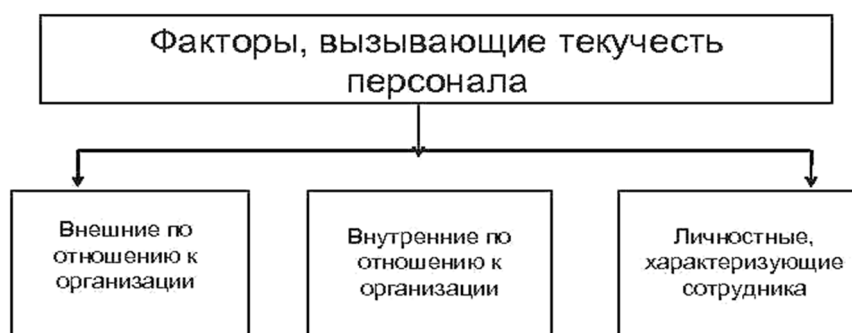 Факторы, вызывающие текучесть
персонала
Внешние по
отношению к
организации
Внутренние по
отношению к
организации
Личностные,
характеризующие
сотрудника